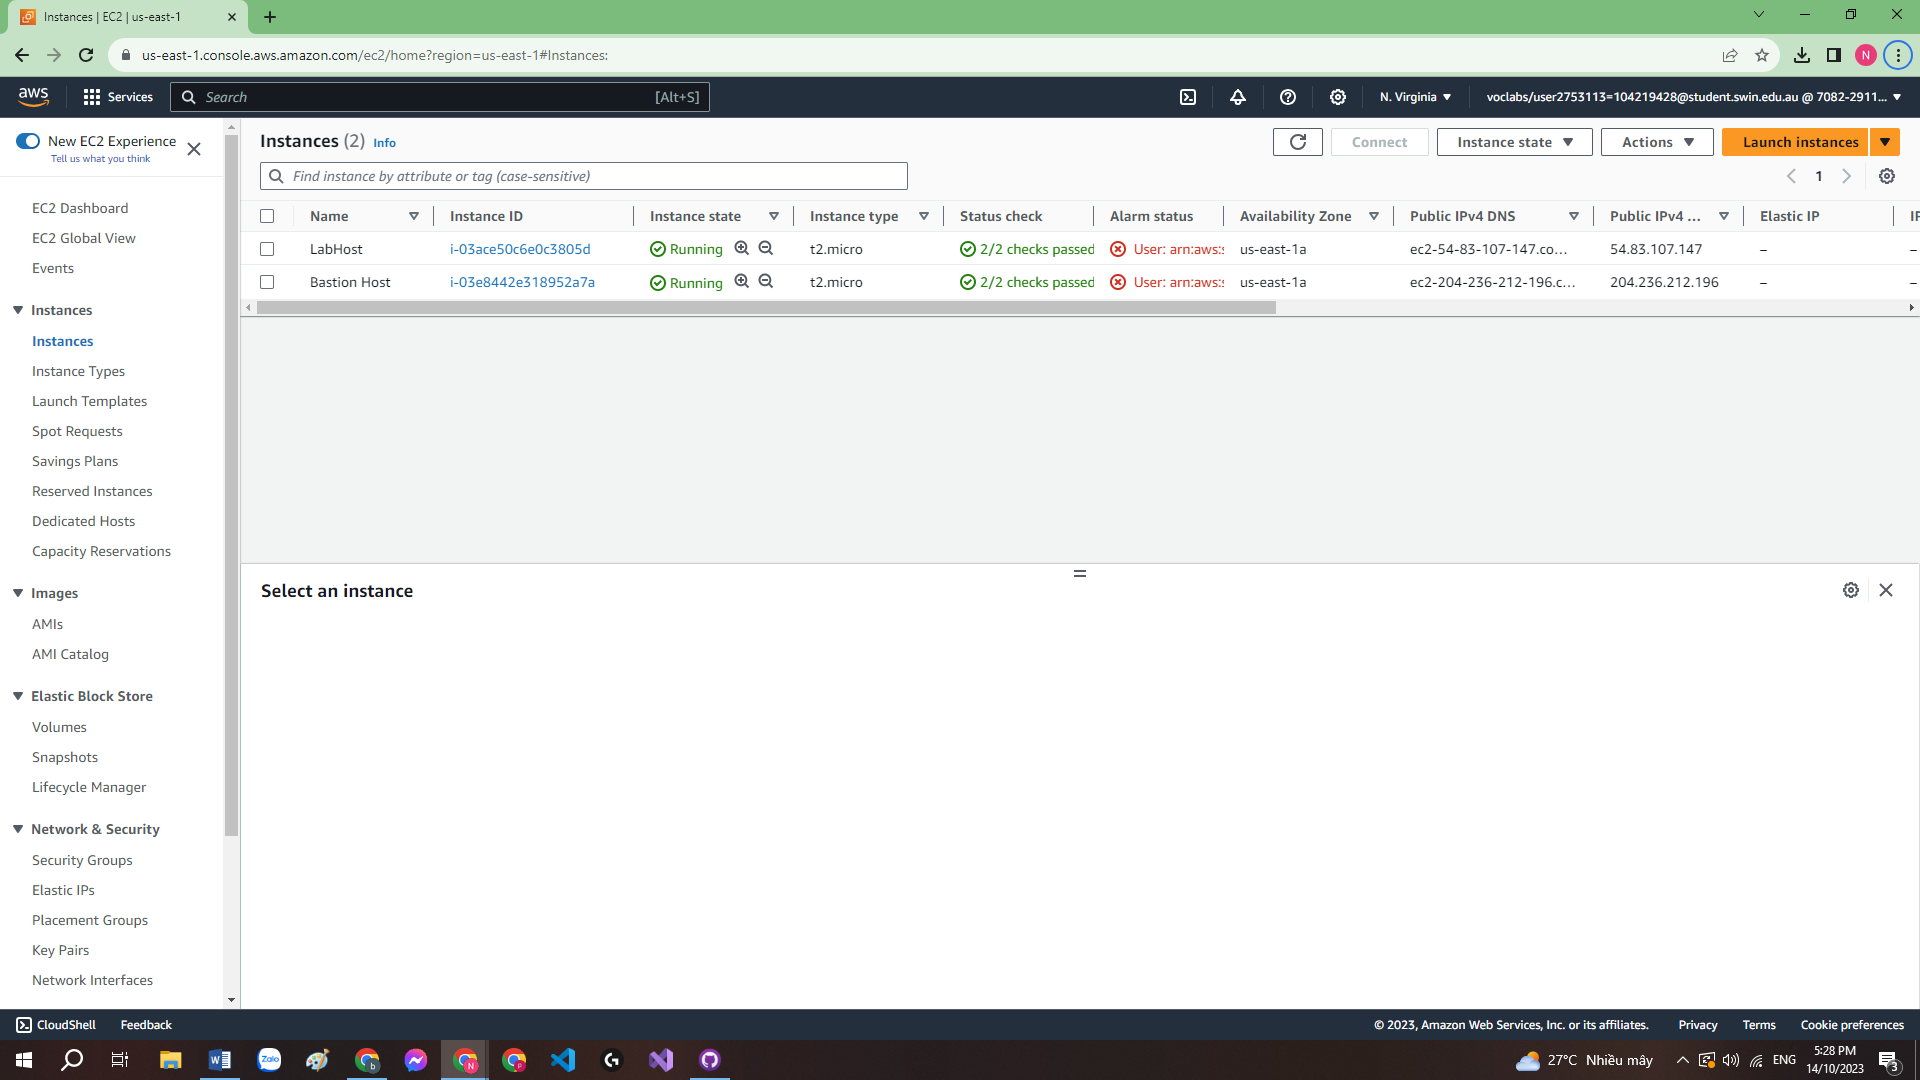 Instances | EC2 | us-east-1
us-east-1.console.aws.amazon.com/ec2/home?region=us-east-1#Instances:
N
aws
Services
Search
[Alt+S]
N. Virginia
voclabs/user2753113=104219428@student.swin.edu.au @ 7082-2911...
New EC2 Experience
Tell us what you think
EC2 Dashboard
EC2 Global View
Events
Instances
Instances
Instance Types
Launch Templates
Spot Requests
Savings Plans
Reserved Instances
Dedicated Hosts
Capacity Reservations
Images
AMIs
AMI Catalog
Elastic Block Store
Volumes
Snapshots
Lifecycle Manager
Network & Security
Security Groups
Elastic IPs
Placement Groups
Key Pairs
Network Interfaces
Instances (2) Info
Connect
Instance state
Actions
Launch instances
Find instance by attribute or tag (case-sensitive)
1
Name Instance ID Instance state Instance type Status check Alarm status Availability Zone Public IPv4 DNS Public IPv4 ... Elastic IP IP
LabHost i-03ace50c6e0c3805d Running t2.micro 2/2 checks passed User: arn:aws:s us-east-1a ec2-54-83-107-147.co... 54.83.107.147 – –
Bastion Host i-03e8442e318952a7a Running t2.micro 2/2 checks passed User: arn:aws:s us-east-1a ec2-204-236-212-196.c... 204.236.212.196 – –
Select an instance
CloudShell
Feedback
© 2023, Amazon Web Services, Inc. or its affiliates.
Privacy
Terms
Cookie preferences
Zalo
b
N
p
27°C Nhiều mây
ENG
5:28 PM
14/10/2023
3